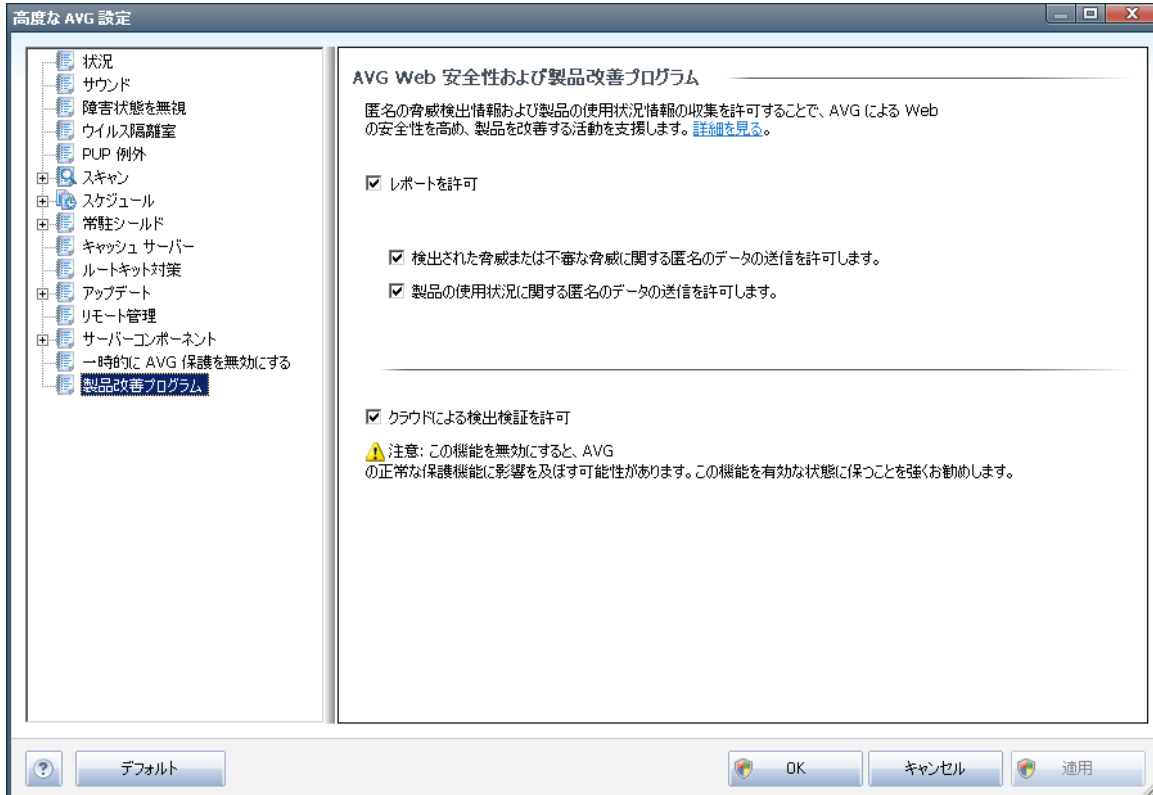 高度な AVG 設定
状況
サウンド
障害状態を無視
ウイルス隔離室
PUP 例外
スキャン
スケジュール
常駐シールド
キャッシュ サーバー
ルートキット対策
アップデート
リモート管理
サーバーコンポーネント
一時的に AVG 保護を無効にする
製品改善プログラム
AVG Web 安全性および製品改善プログラム
匿名の脅威検出情報および製品の使用状況情報の収集を許可することで、AVG による Web
の安全性を高め、製品を改善する活動を支援します。詳細を見る。
レポートを許可
検出された脅威または不審な脅威に関する匿名のデータの送信を許可します。
製品の使用状況に関する匿名のデータの送信を許可します。
クラウドによる検出検証を許可
注意: この機能を無効にすると、AVG
の正常な保護機能に影響を及ぼす可能性があります。この機能を有効な状態に保つことを強くお勧めします。
?
デフォルト
OK
キャンセル
適用